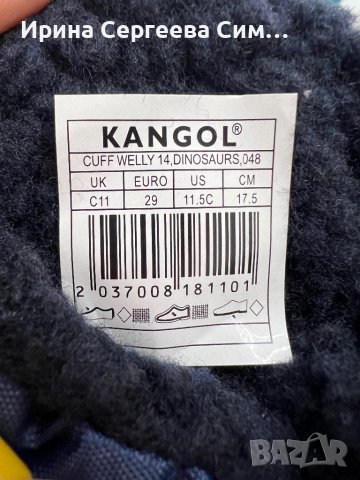 Ирина Сергеева Сим...
KANGOL®
CUFF WELLY 14,DINOSAURS,048
UK EURO US CM
C11 29 11.5C 17.5
2 037008 181101
BAZAR